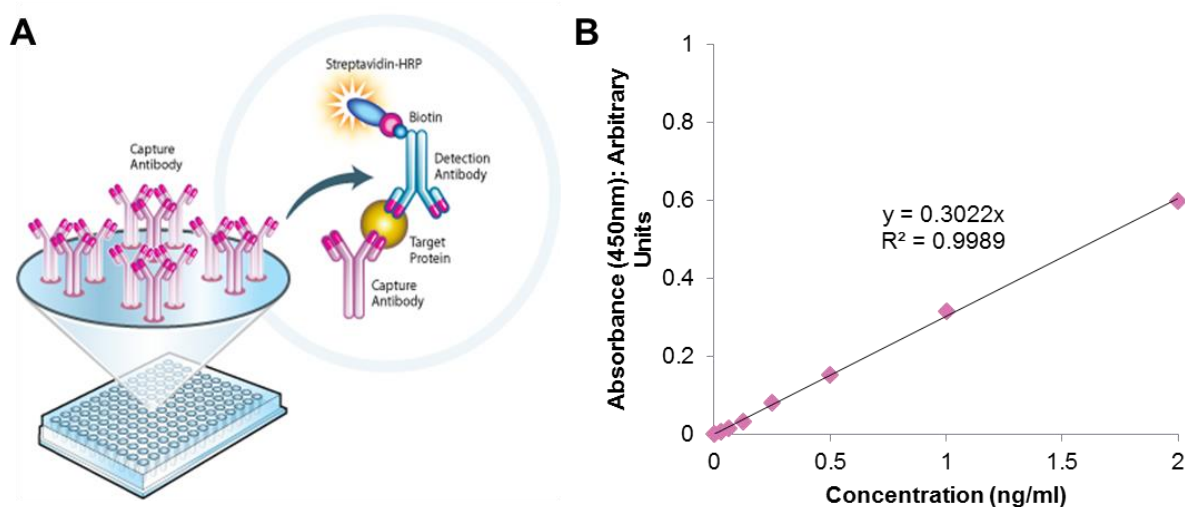 A
Streptavidin-HRP
Biotin
Capture
Antibody
Detection
Antibody
Target
Protein
Capture
Antibody
B
Absorbance (450nm): Arbitrary
Units
1
0.8
0.6
0.4
0.2
0
y = 0.3022x
R² = 0.9989
0 0.5 1 1.5 2
Concentration (ng/ml)